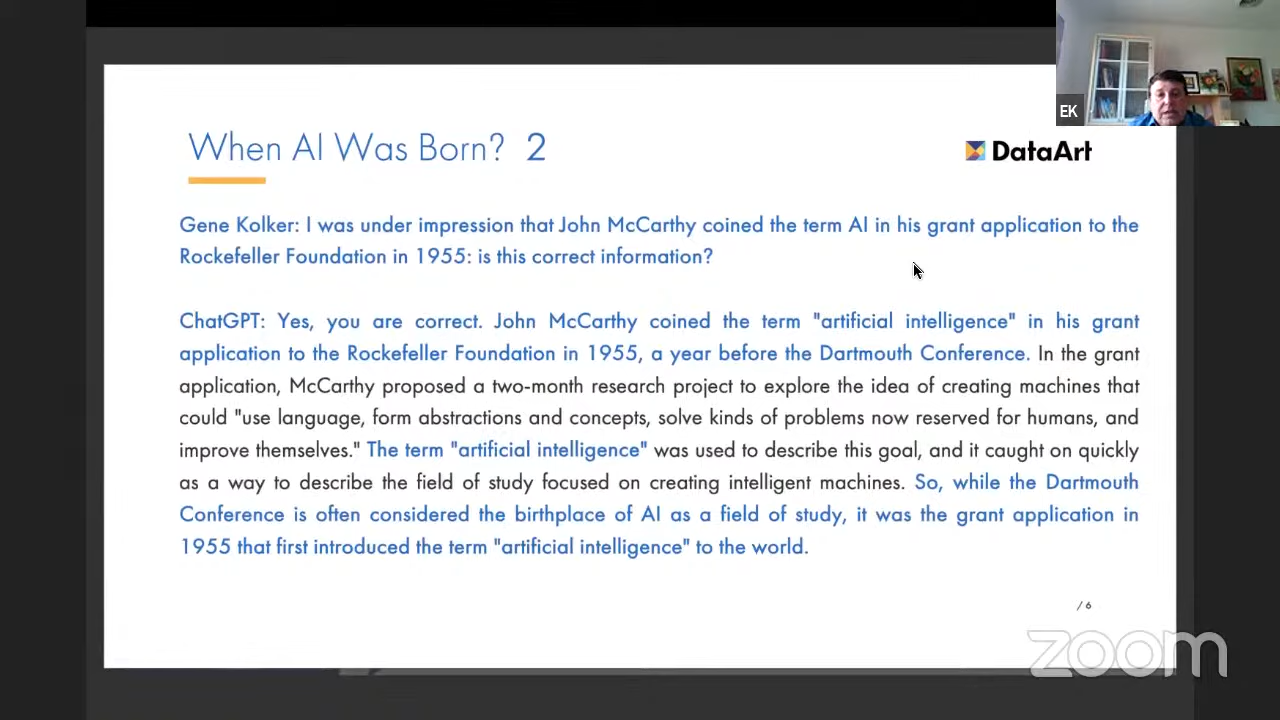 EK
When AI Was Born? 2
DataArt
Gene Kolker: I was under impression that John McCarthy coined the term AI in his grant application to the
Rockefeller Foundation in 1955: is this correct information?
ChatGPT: Yes, you are correct. John McCarthy coined the term "artificial intelligence" in his grant
application to the Rockefeller Foundation in 1955, a year before the Dartmouth Conference. In the grant
application, McCarthy proposed a two-month research project to explore the idea of creating machines that
could "use language, form abstractions and concepts, solve kinds of problems now reserved for humans, and
improve themselves." The term "artificial intelligence" was used to describe this goal, and it caught on quickly
as a way to describe the field of study focused on creating intelligent machines. So, while the Dartmouth
Conference is often considered the birthplace of AI as a field of study, it was the grant application in
1955 that first introduced the term "artificial intelligence" to the world.
/ 6
zoom